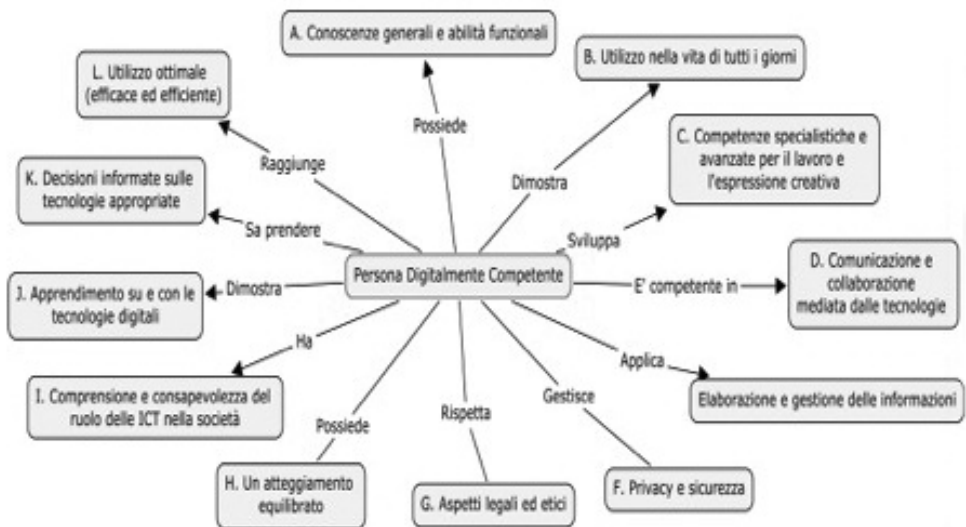 A. Conoscenze generali e abilità funzionali
B. Utilizzo nella vita di tutti i giorni
L. Utilizzo ottimale
(efficace ed efficiente)
Possiede
C. Competenze specialistiche e
avanzate per il lavoro e
l'espressione creativa
Raggiunge
K. Decisioni informate sulle
tecnologie appropriate
Dimostra
Sa prendere
Sviluppa
Persona Digitalmente Competente
D. Comunicazione e
collaborazione
mediata dalle tecnologie
J. Apprendimento su e con le
tecnologie digitali
Dimostra
E' competente in
Ha
Applica
I. Comprensione e consapevolezza del
ruolo delle ICT nella società
Gestisce
Elaborazione e gestione delle informazioni
Possiede
Rispetta
H. Un atteggiamento
equilibrato
G. Aspetti legali ed etici
F. Privacy e sicurezza